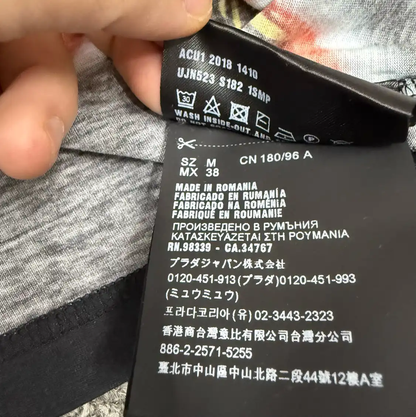 ACU1 2018 1410
UJN523 S182 1SMP
30
WASH INSIDE-OUT AND
SZ M CN 180/96 A
MX 38
MADE IN ROMANIA
FABRICADO EN RUMANÍA
FABRICADO NA ROMÉNIA
FABRIQUÉ EN ROUMANIE
ПРОИЗВЕДЕНО В РУМЪНИЯ
ΚΑΤΑΣΚΕΥΑΖΕΤΑΙ ΣΤΗ ΡΟΥΜΑΝΙΑ
RN.98339 - CA.34767
プラダジャパン株式会社
0120-451-913(プラダ)0120-451-993
(ミュウミュウ)
프라다코리아 (유) 02-3443-2323
香港商台灣普比有限公司台灣分公司
886-2-2571-5255
臺北市中山區中山北路二段44號12樓A室